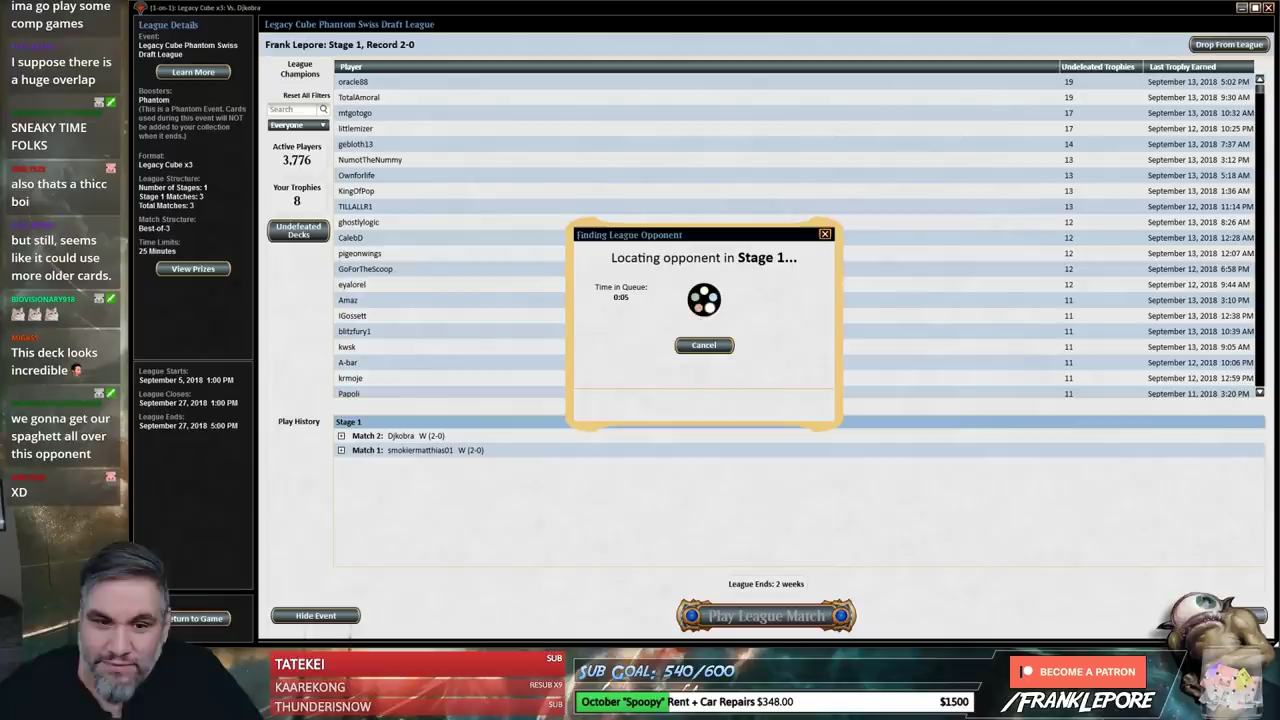 ima go play some
come games
I suppose there is
a huge overlap
SNEAKY TIME
FOLKS
also thats a thicc
boi
but still, seems
like it could use
more older cards.
BIOVISIONARY918
This deck looks
incredible
we gonna get our
spaghett all over
this opponent
XD
(1-on-1): Legacy Cube x3: Vs. Djkobra
League Details
Event:
Legacy Cube Phantom Swiss
Draft League
Learn More
Boosters:
Phantom
(This is a Phantom Event. Cards
used during this event will NOT
be added to your collection
when it ends.)
Format:
Legacy Cube x3
League Structure:
Number of Stages: 1
Stage 1 Matches: 3
Total Matches: 3
Match Structure:
Best-of-3
Time Limits:
25 Minutes
View Prizes
League Starts:
September 5, 2018 1:00 PM
League Closes:
September 27, 2018 1:00 PM
League Ends:
September 27, 2018 5:00 PM
eturn to Game
Legacy Cube Phantom Swiss Draft League
Frank Lepore: Stage 1, Record 2-0
Drop From League
League
Champions
Reset All Filters
Search
Everyone
Active Players
3,776
Your Trophies
8
Undefeated
Decks
Player Undefeated Trophies Last Trophy Earned
oracle88 19 September 13, 2018 5:02 PM
TotalAmoral 19 September 13, 2018 9:30 AM
mtgotogo 17 September 13, 2018 10:32 AM
littlemizer 17 September 12, 2018 10:25 PM
gebloth13 14 September 13, 2018 7:37 AM
NumotTheNummy 13 September 13, 2018 3:12 PM
Ownforlife 13 September 13, 2018 5:18 AM
KingOfPop 13 September 13, 2018 1:36 AM
TILLALLR1 13 September 12, 2018 11:14 PM
ghostlylogic 12 September 13, 2018 8:26 AM
CalebD 12 September 13, 2018 12:28 AM
pigeonwings 12 September 13, 2018 12:07 AM
GoForTheScoop 12 September 12, 2018 6:58 PM
eyalorel 12 September 12, 2018 9:44 AM
Amaz 11 September 13, 2018 3:10 PM
IGossett 11 September 13, 2018 12:38 PM
blitzfury1 11 September 13, 2018 10:39 AM
kwsk 11 September 13, 2018 9:05 AM
A-bar 11 September 12, 2018 10:06 PM
krmoje 11 September 12, 2018 12:59 PM
Papoli 11 September 11, 2018 3:20 PM
Finding League Opponent
Locating opponent in Stage 1...
Time in Queue:
0:05
Cancel
Play History
Stage 1
Match 2: Djkobra W (2-0)
Match 1: smokiermatthias01 W (2-0)
League Ends: 2 weeks
Hide Event
Play League Match
TATEKEI SUB
KAAREKONG RESUB X9
THUNDERISNOW SUB
SUB GOAL: 540/600
October "Spoopy" Rent + Car Repairs $348.00 $1500
BECOME A PATRON
/FRANKLEPORE